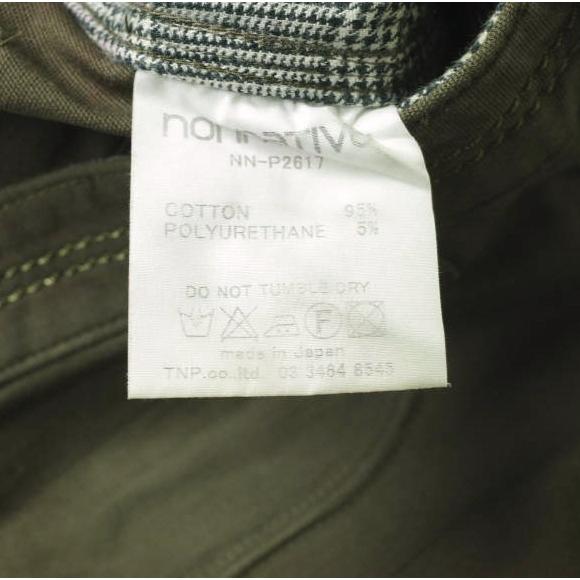 nonnative
NN-P2617
COTTON 95%
POLYURETHANE 5%
DO NOT TUMBLE DRY
F
made in Japan
TNP.co.,ltd 03 3464 8545